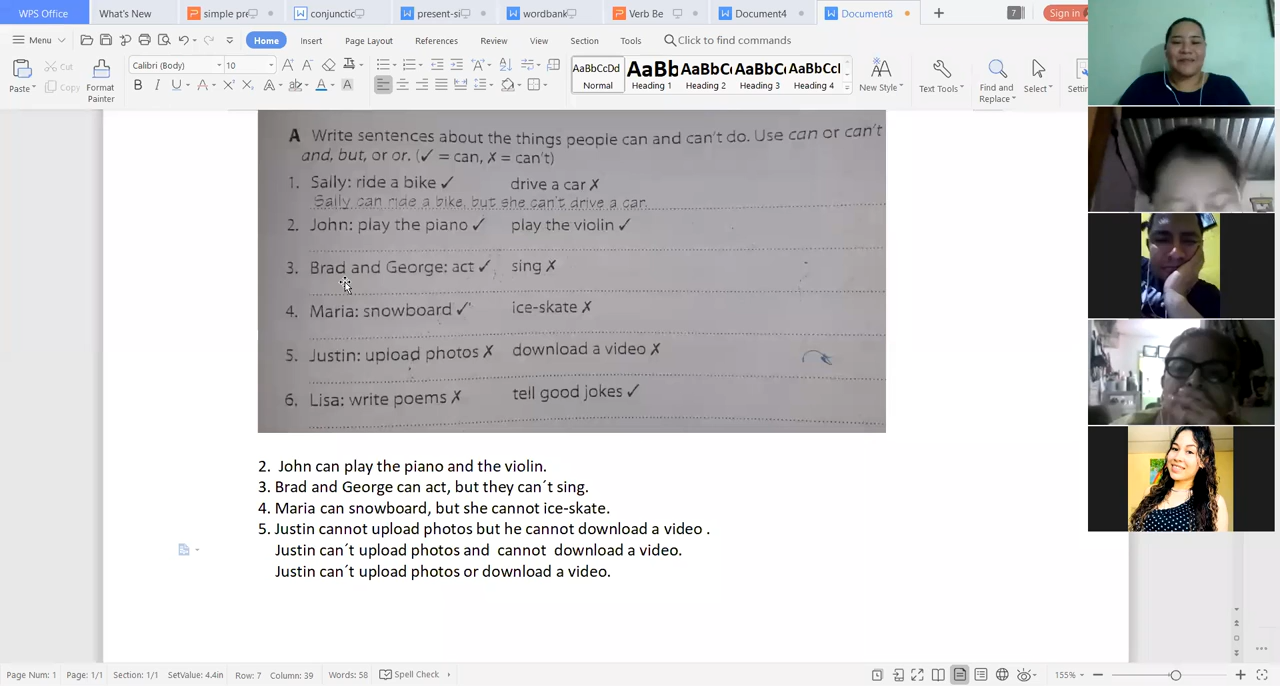 WPS Office What's New simple pre conjunctic present-si wordbank Verb Be Document4 Document8 7 Sign in
Menu Home Insert Page Layout References Review View Section Tools Click to find commands
Paste Cut Copy Format Painter Calibri (Body) 10 AaBbCcDd Normal AaBb Heading 1 AaBbC Heading 2 AaBbC Heading 3 AaBbCcI Heading 4 New Style Text Tools Find and Replace Select
A Write sentences about the things people can and can't do. Use can or can't
and, but, or or. (✓ = can, ✗ = can't)
1. Sally: ride a bike ✓ drive a car ✗
Sally can ride a bike, but she can't drive a car.
2. John: play the piano ✓ play the violin ✓
3. Brad and George: act ✓ sing ✗
4. Maria: snowboard ✓ ice-skate ✗
5. Justin: upload photos ✗ download a video ✗
6. Lisa: write poems ✗ tell good jokes ✓
2. John can play the piano and the violin.
3. Brad and George can act, but they can´t sing.
4. Maria can snowboard, but she cannot ice-skate.
5. Justin cannot upload photos but he cannot download a video .
Justin can´t upload photos and cannot download a video.
Justin can´t upload photos or download a video.
Page Num: 1 Page: 1/1 Section: 1/1 SetValue: 4.4in Row: 7 Column: 39 Words: 58 Spell Check 155%